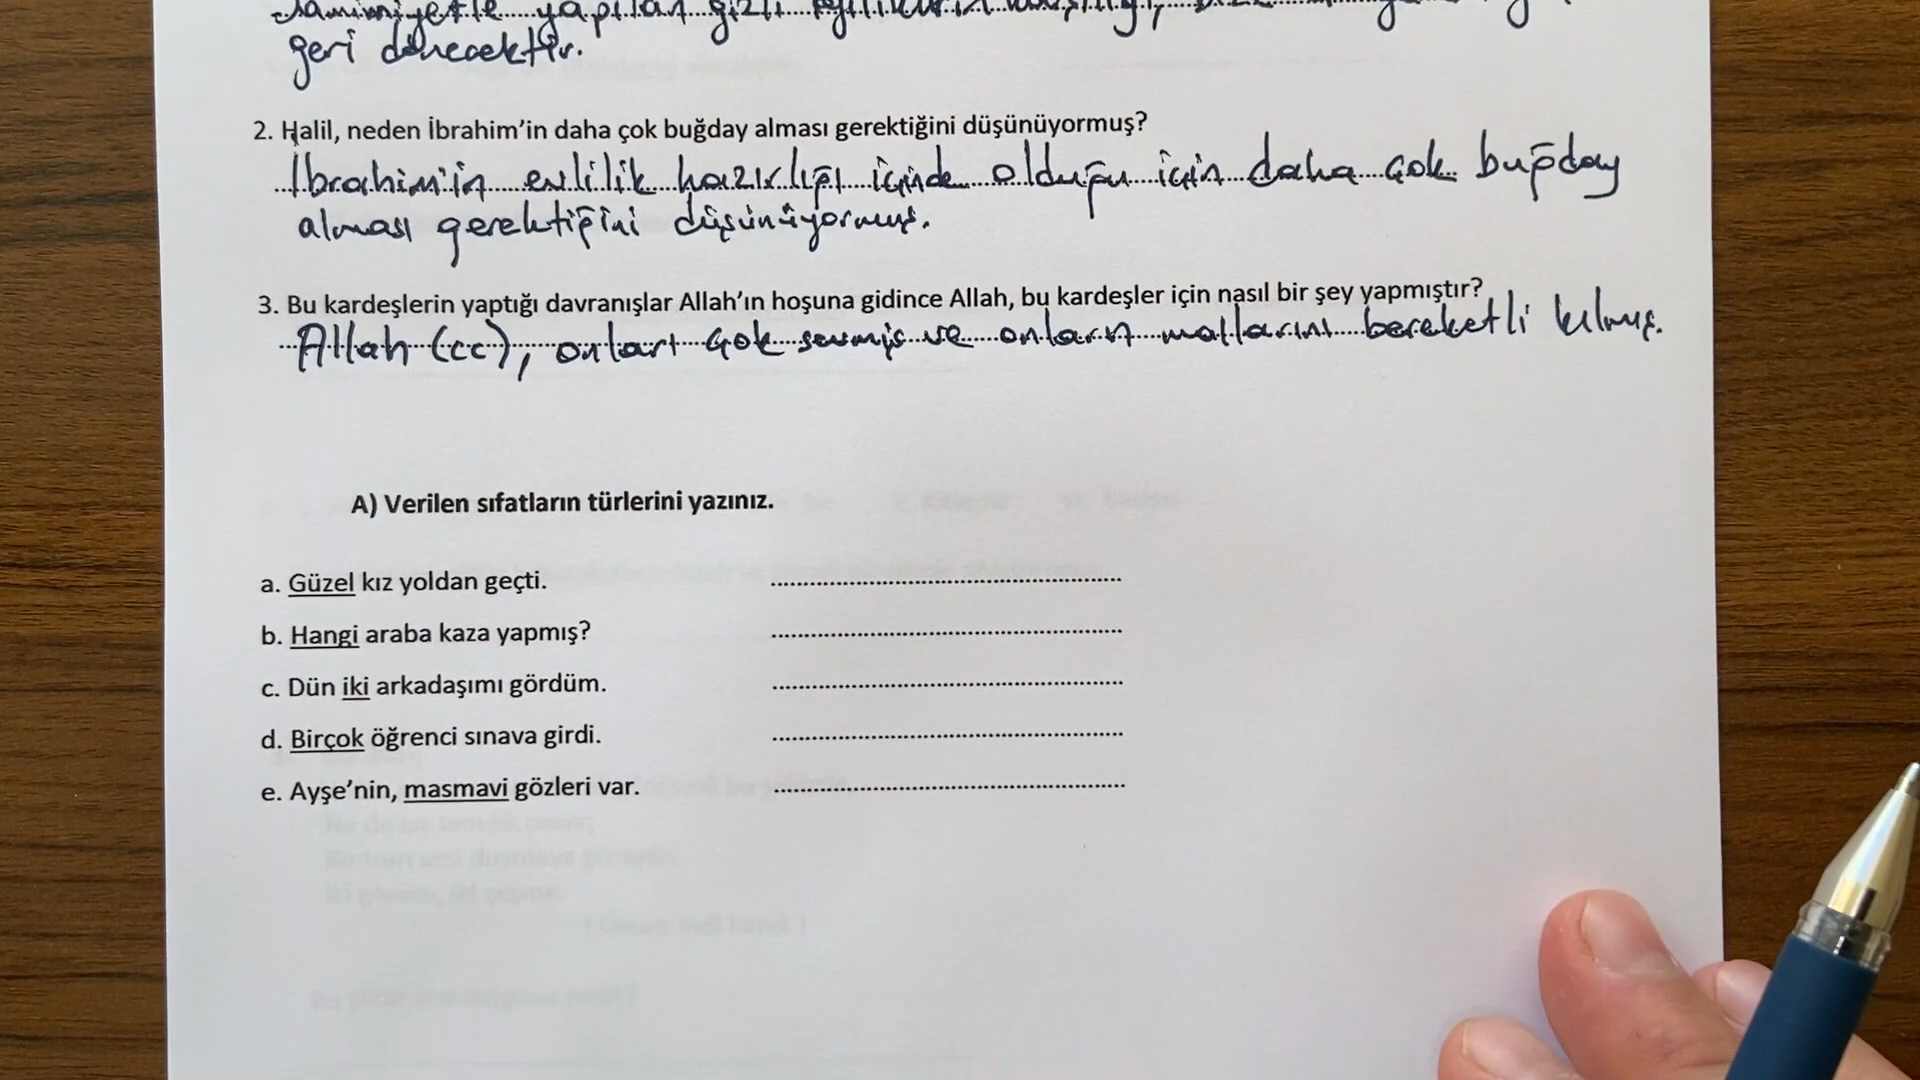 yapılan gizli
geri dönecektir.
2. Halil, neden İbrahim'in daha çok buğday alması gerektiğini düşünüyormuş?
İbrahim'in evlilik hazırlığı içinde olduğu için daha çok buğday
alması gerektiğini düşünüyormuş.
3. Bu kardeşlerin yaptığı davranışlar Allah'ın hoşuna gidince Allah, bu kardeşler için nasıl bir şey yapmıştır?
Allah (cc), onları çok sevmiş ve onların mallarını bereketli kılmış.
A) Verilen sıfatların türlerini yazınız.
a. Güzel kız yoldan geçti. ........................................
b. Hangi araba kaza yapmış? ........................................
c. Dün iki arkadaşımı gördüm. ........................................
d. Birçok öğrenci sınava girdi. ........................................
e. Ayşe'nin, masmavi gözleri var. ........................................